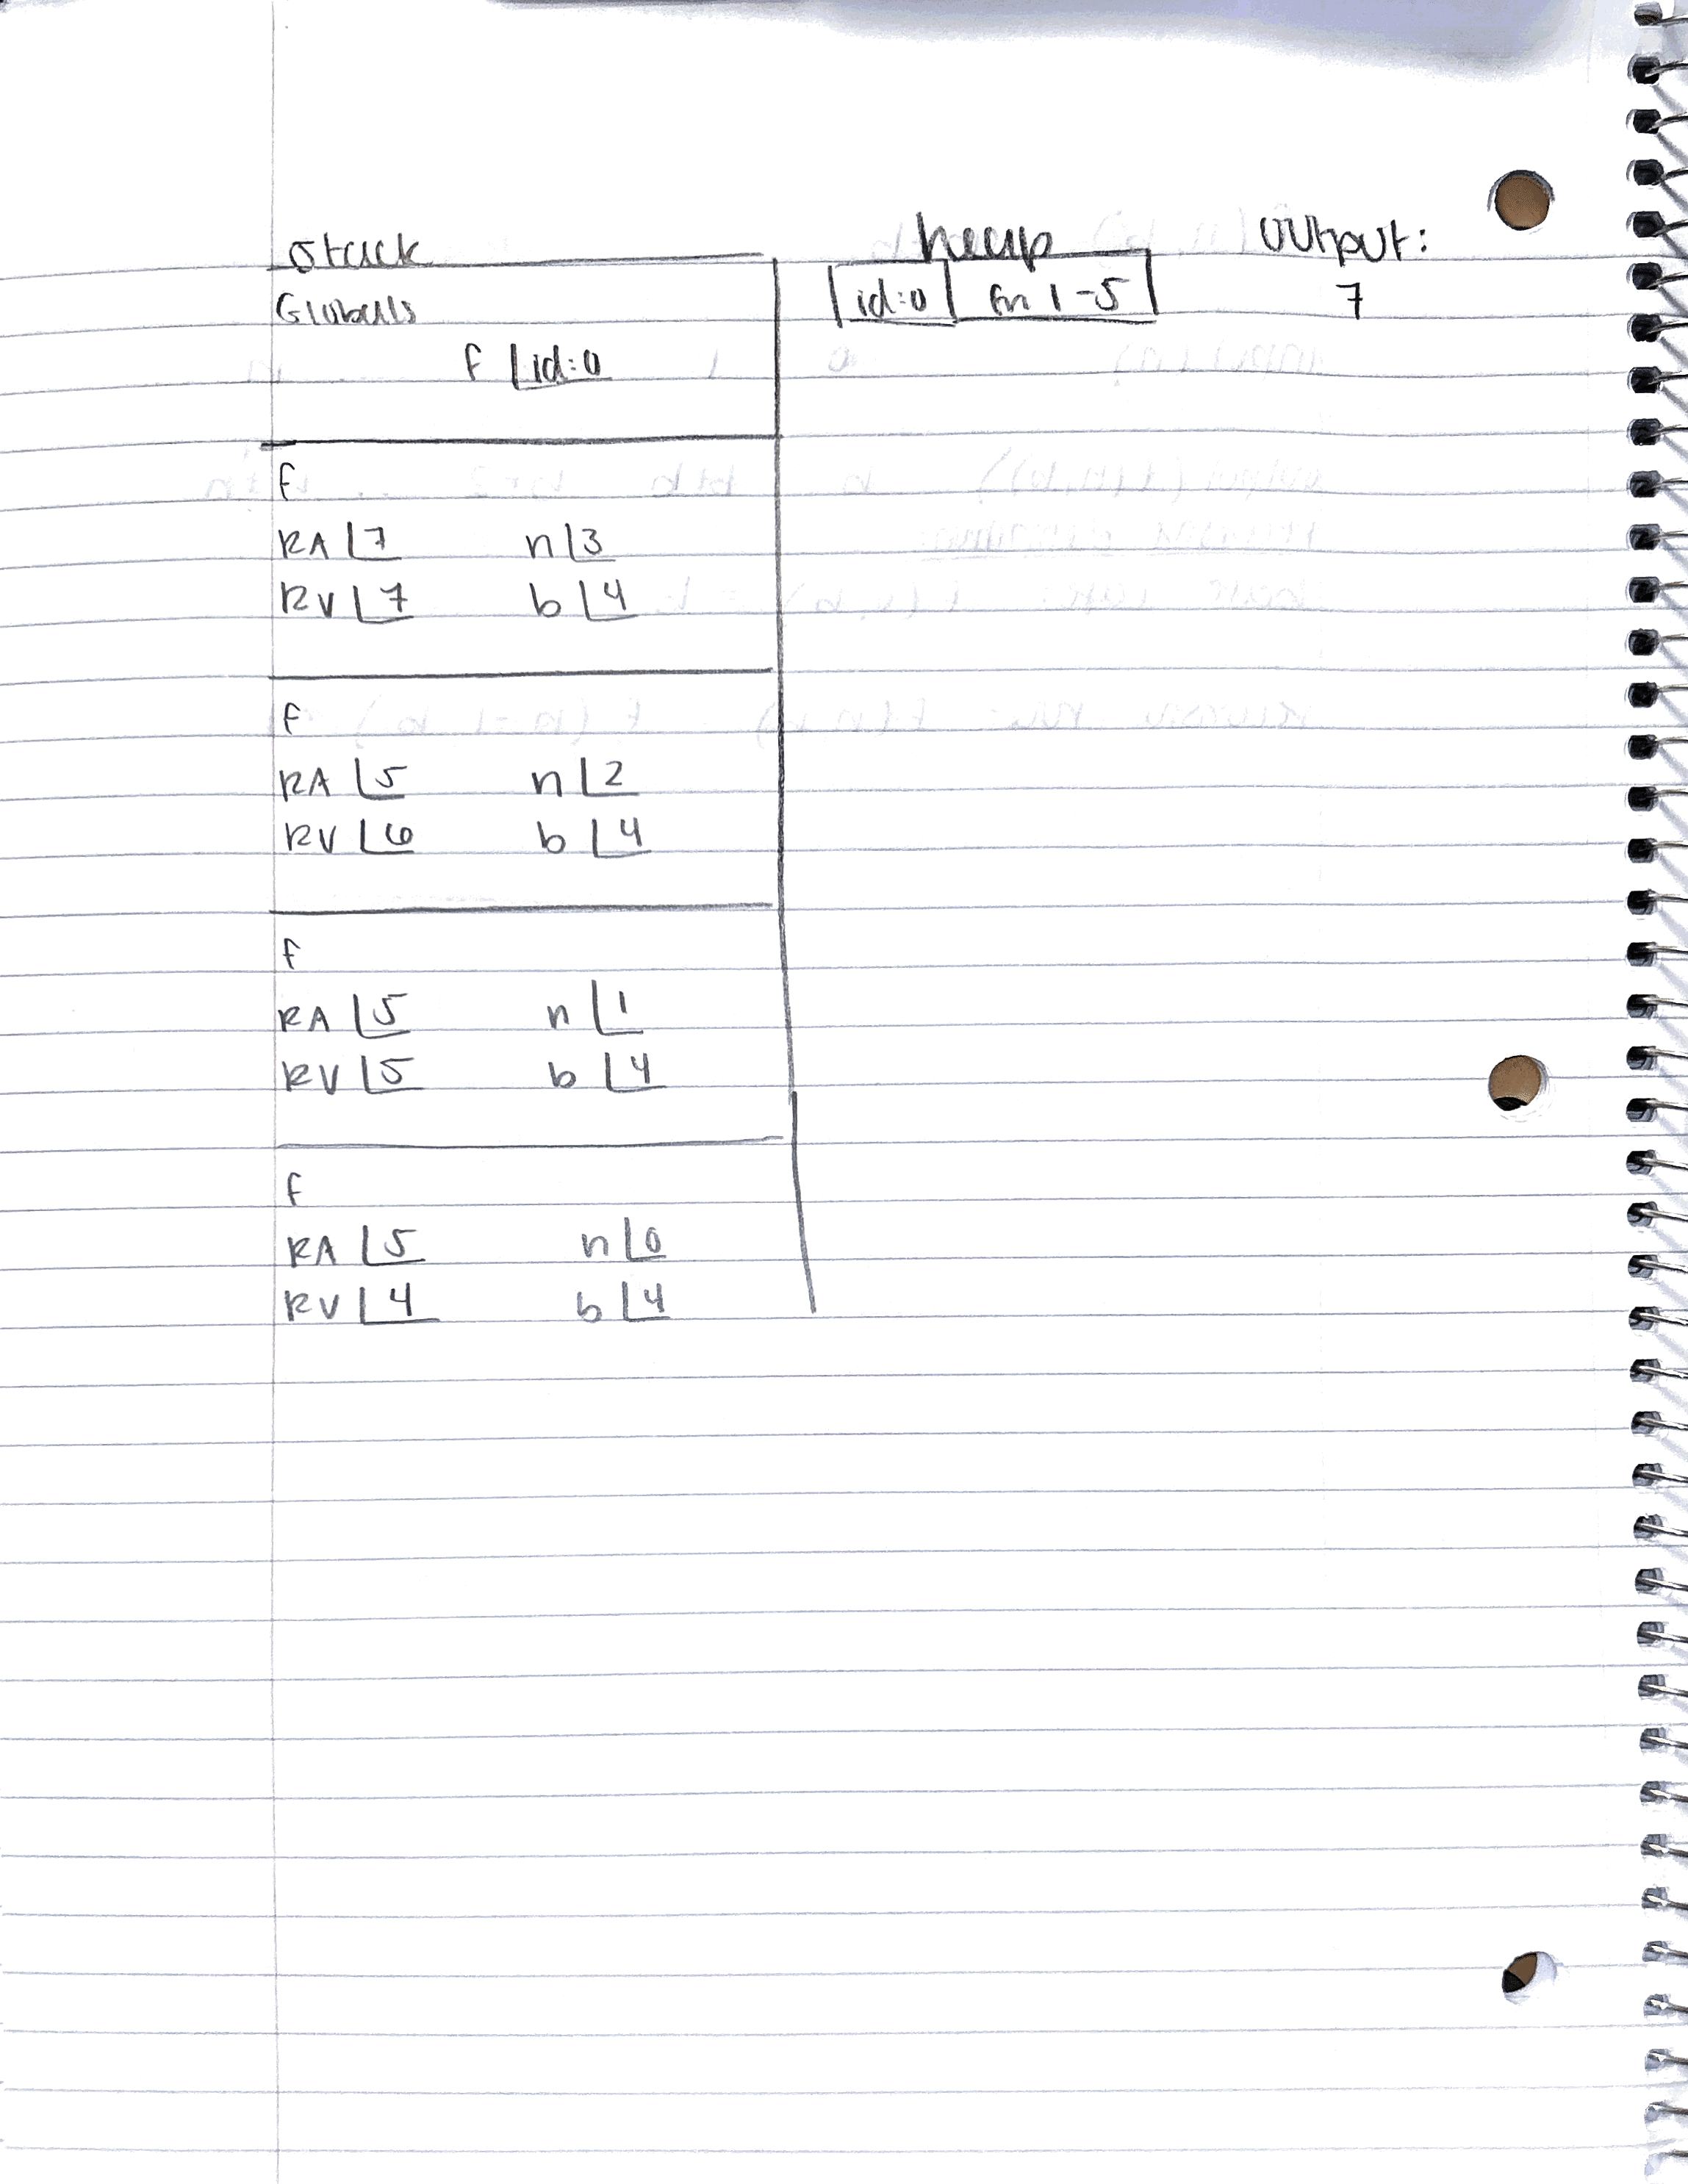 Stack
heap
output:
Globals
id:0 fn 1-5
7
f id:0
f
RA 7 n 3
RV 7 b 4
f
RA 5 n 2
RV 6 b 4
f
RA 5 n 1
RV 5 b 4
f
RA 5 n 0
RV 4 b 4